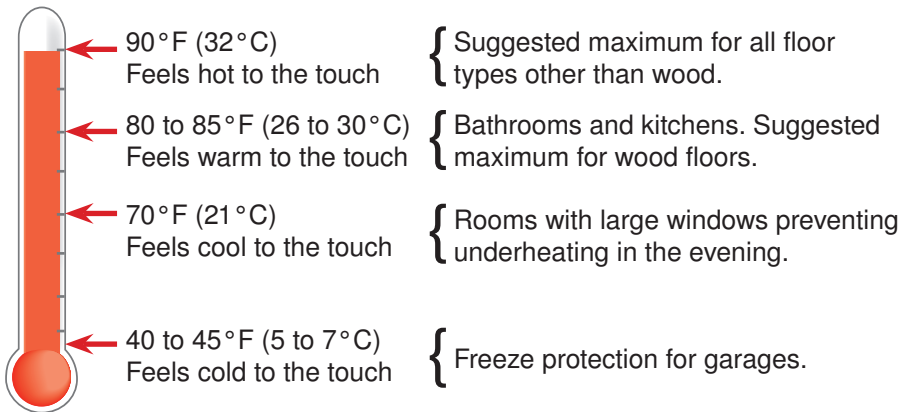 90°F (32°C)
Feels hot to the touch
{ Suggested maximum for all floor
types other than wood.
80 to 85°F (26 to 30°C)
Feels warm to the touch
{ Bathrooms and kitchens. Suggested
maximum for wood floors.
70°F (21°C)
Feels cool to the touch
{ Rooms with large windows preventing
underheating in the evening.
40 to 45°F (5 to 7°C)
Feels cold to the touch
{ Freeze protection for garages.